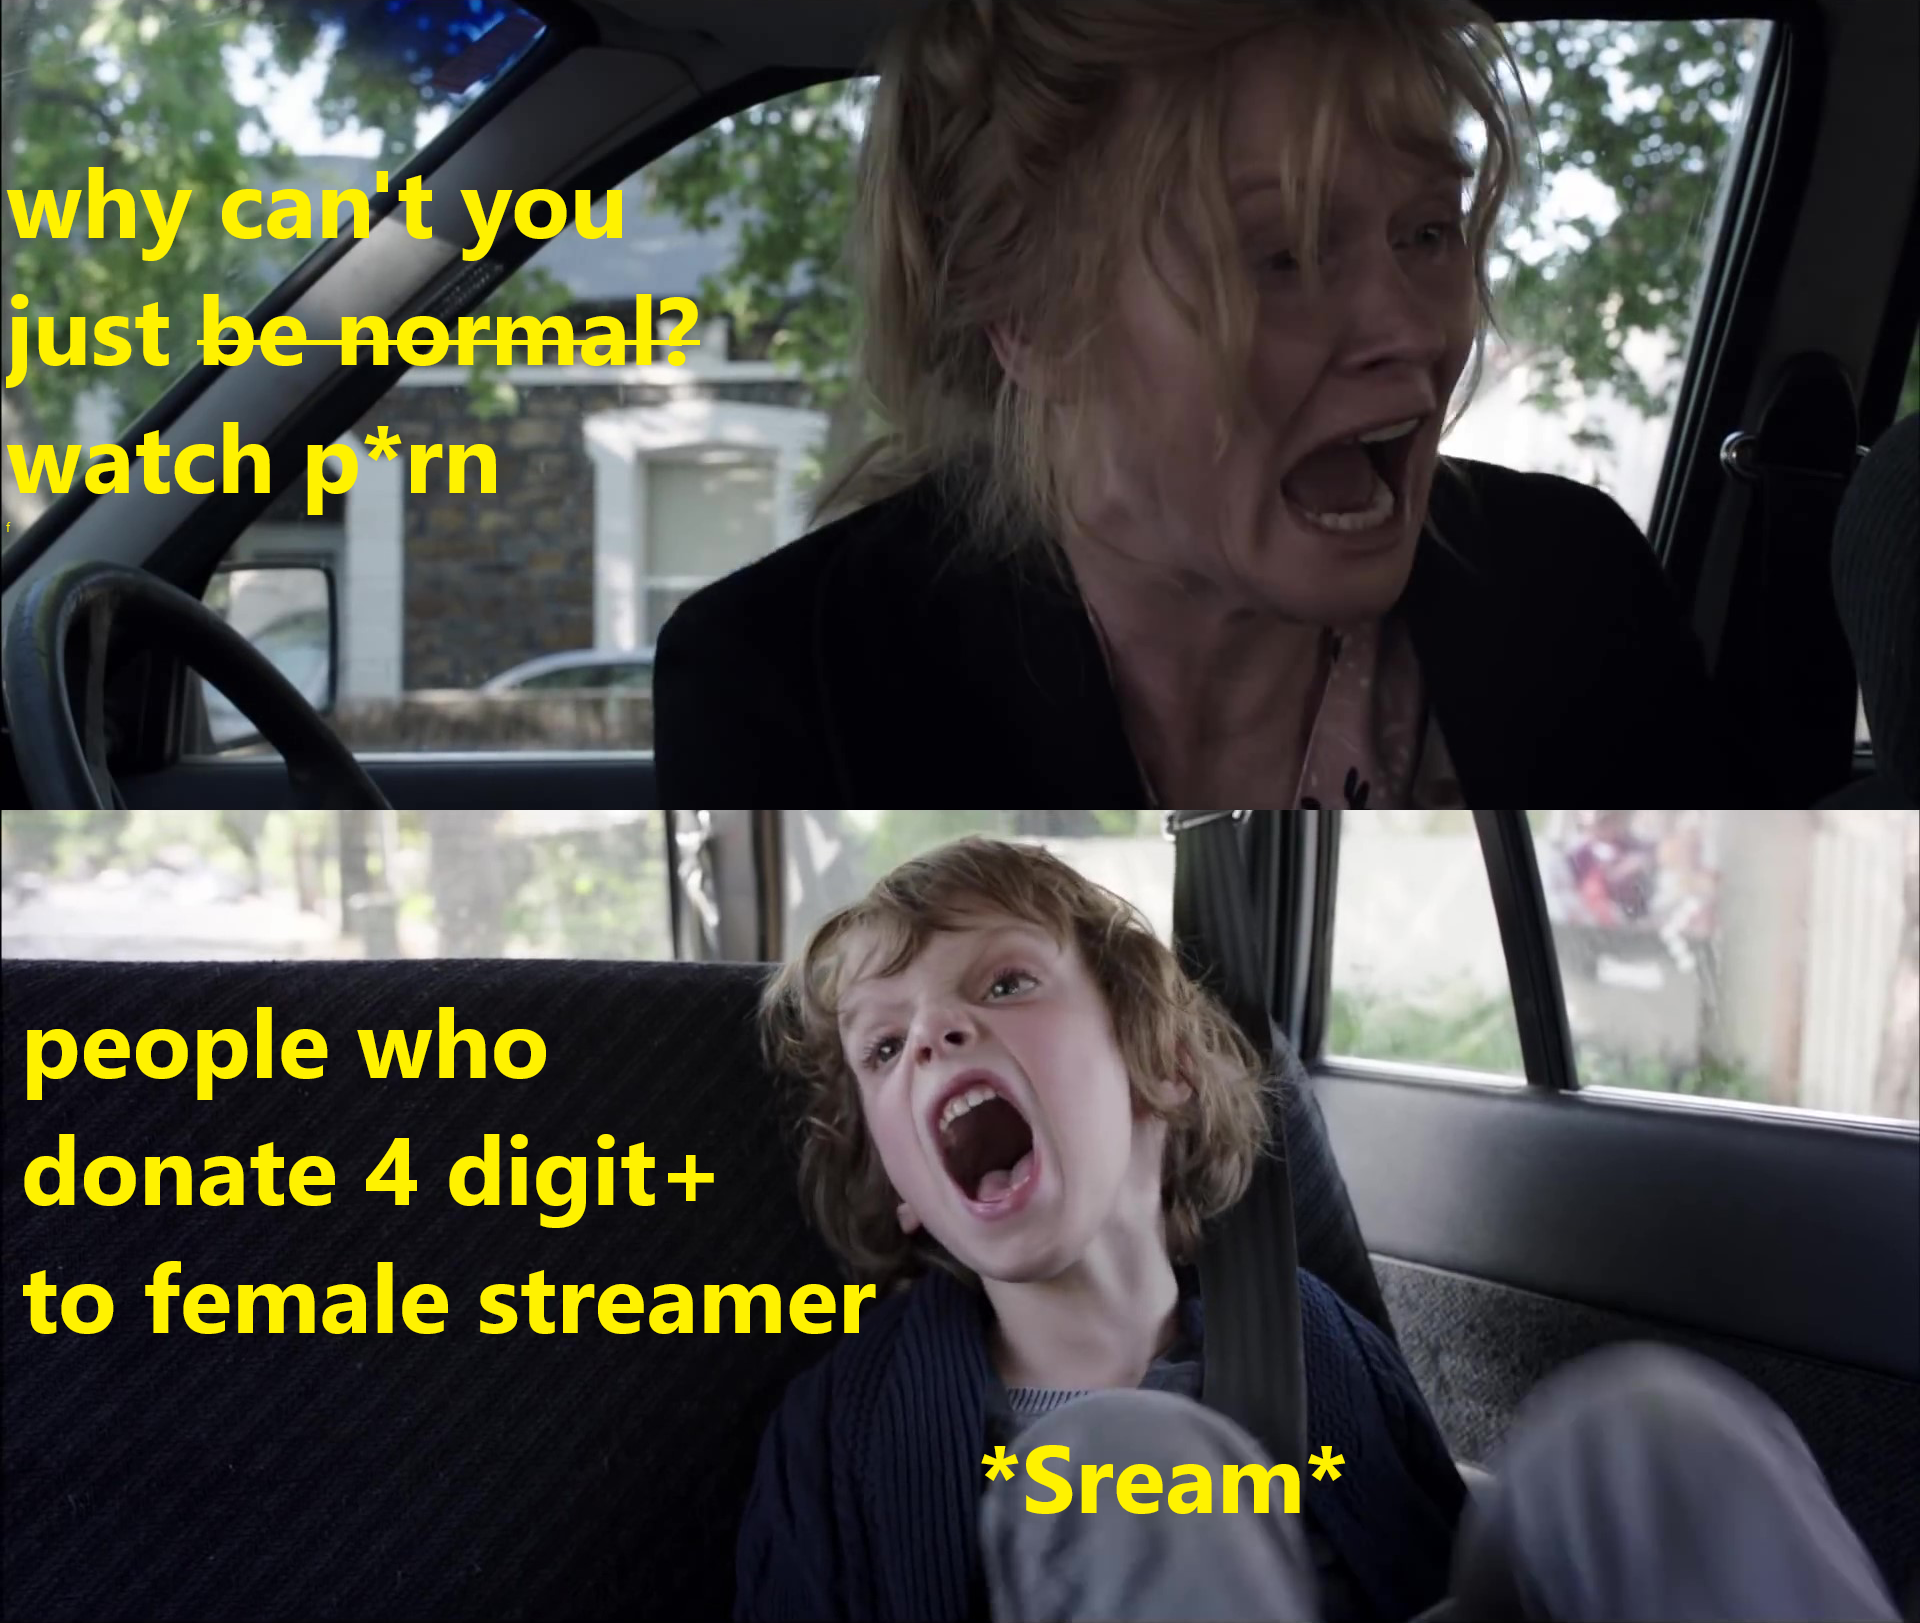 why can't you
just be normal?
watch p*rn
f
people who
donate 4 digit+
to female streamer
*Sream*